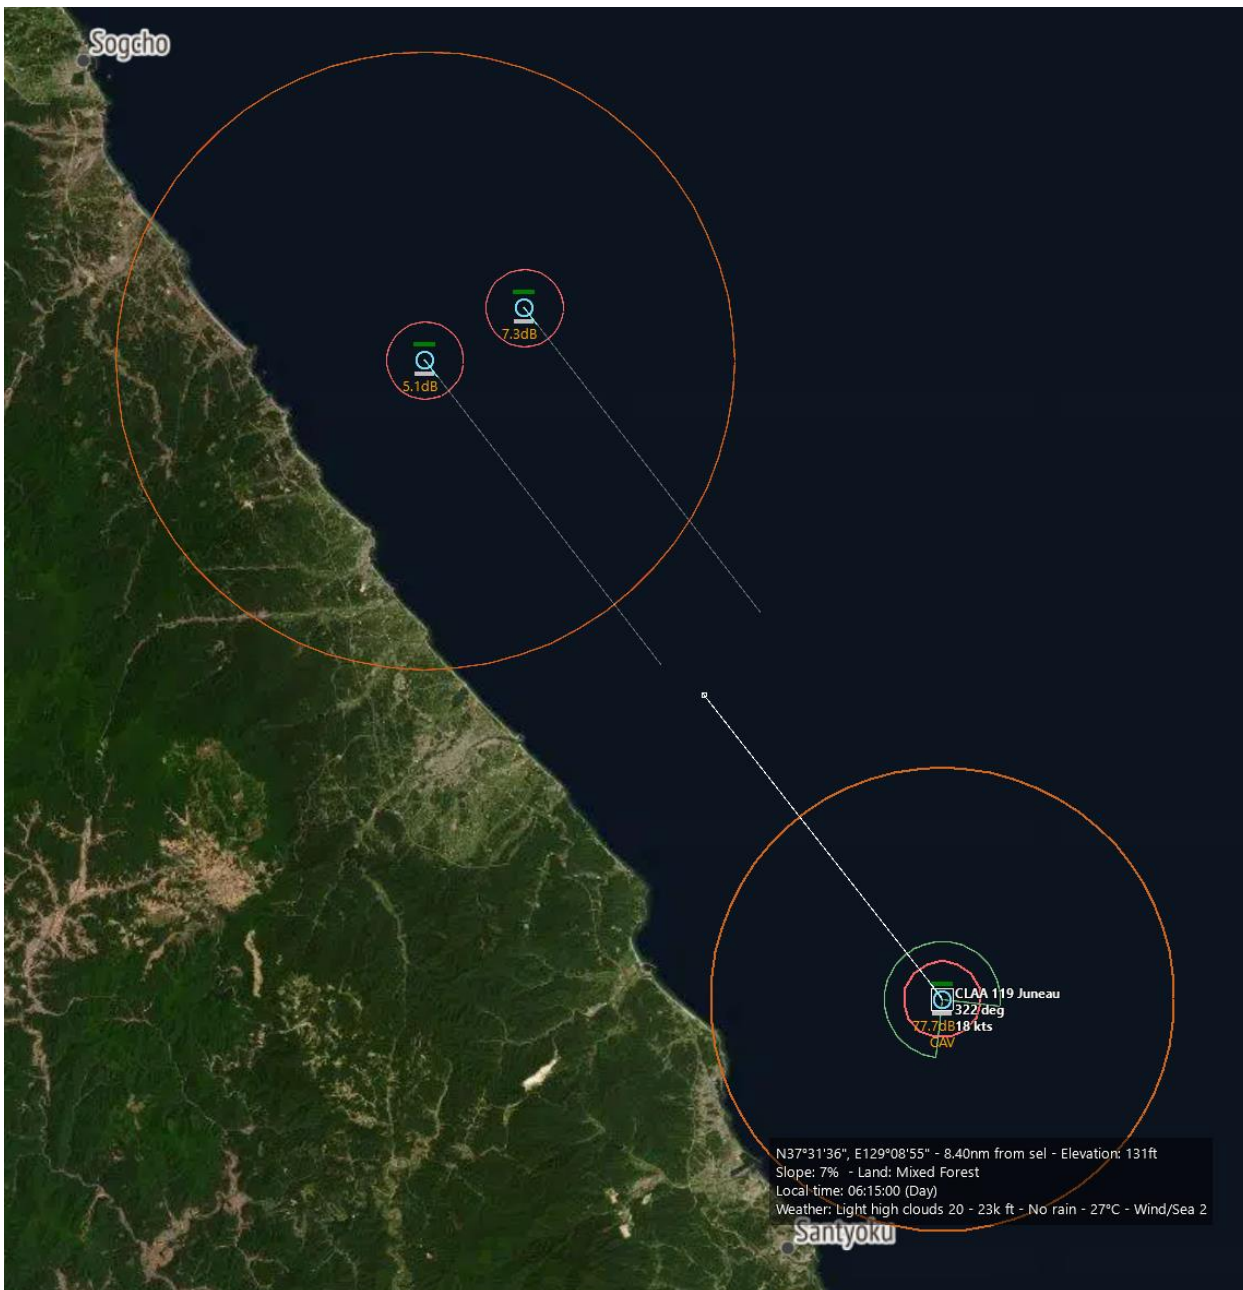 Sogcho
7.3dB
5.1dB
CLAA 119 Juneau
322 deg
77.7dB 18 kts
CAV
N37°31'36", E129°08'55" - 8.40nm from sel - Elevation: 131ft
Slope: 7% - Land: Mixed Forest
Local time: 06:15:00 (Day)
Weather: Light high clouds 20 - 23k ft - No rain - 27°C - Wind/Sea 2
Santyoku